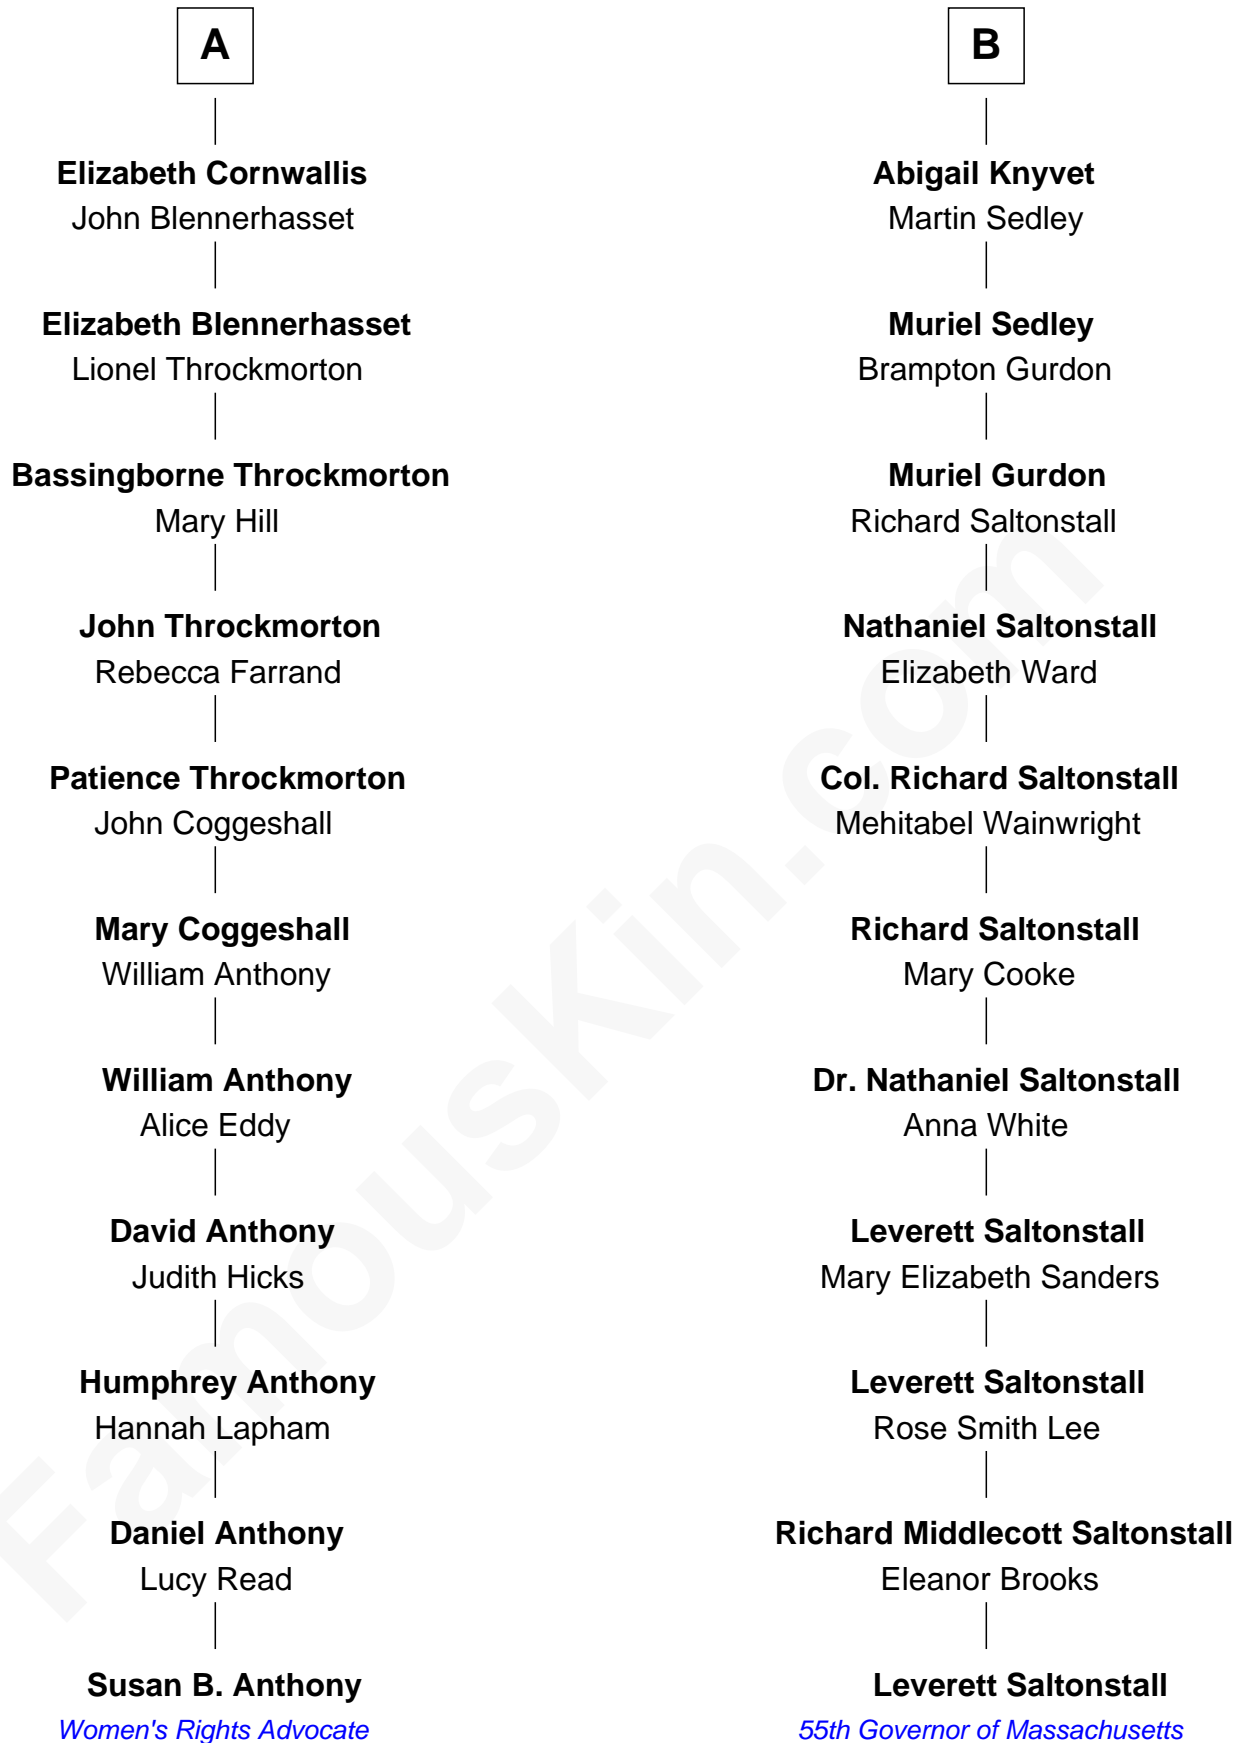 A
Elizabeth Cornwallis
John Blennerhasset
Elizabeth Blennerhasset
Lionel Throckmorton
Bassingborne Throckmorton
Mary Hill
John Throckmorton
Rebecca Farrand
Patience Throckmorton
John Coggeshall
Mary Coggeshall
William Anthony
William Anthony
Alice Eddy
David Anthony
Judith Hicks
Humphrey Anthony
Hannah Lapham
Daniel Anthony
Lucy Read
Susan B. Anthony
Women's Rights Advocate
B
Abigail Knyvet
Martin Sedley
Muriel Sedley
Brampton Gurdon
Muriel Gurdon
Richard Saltonstall
Nathaniel Saltonstall
Elizabeth Ward
Col. Richard Saltonstall
Mehitabel Wainwright
Richard Saltonstall
Mary Cooke
Dr. Nathaniel Saltonstall
Anna White
Leverett Saltonstall
Mary Elizabeth Sanders
Leverett Saltonstall
Rose Smith Lee
Richard Middlecott Saltonstall
Eleanor Brooks
Leverett Saltonstall
55th Governor of Massachusetts
FamousKin.com